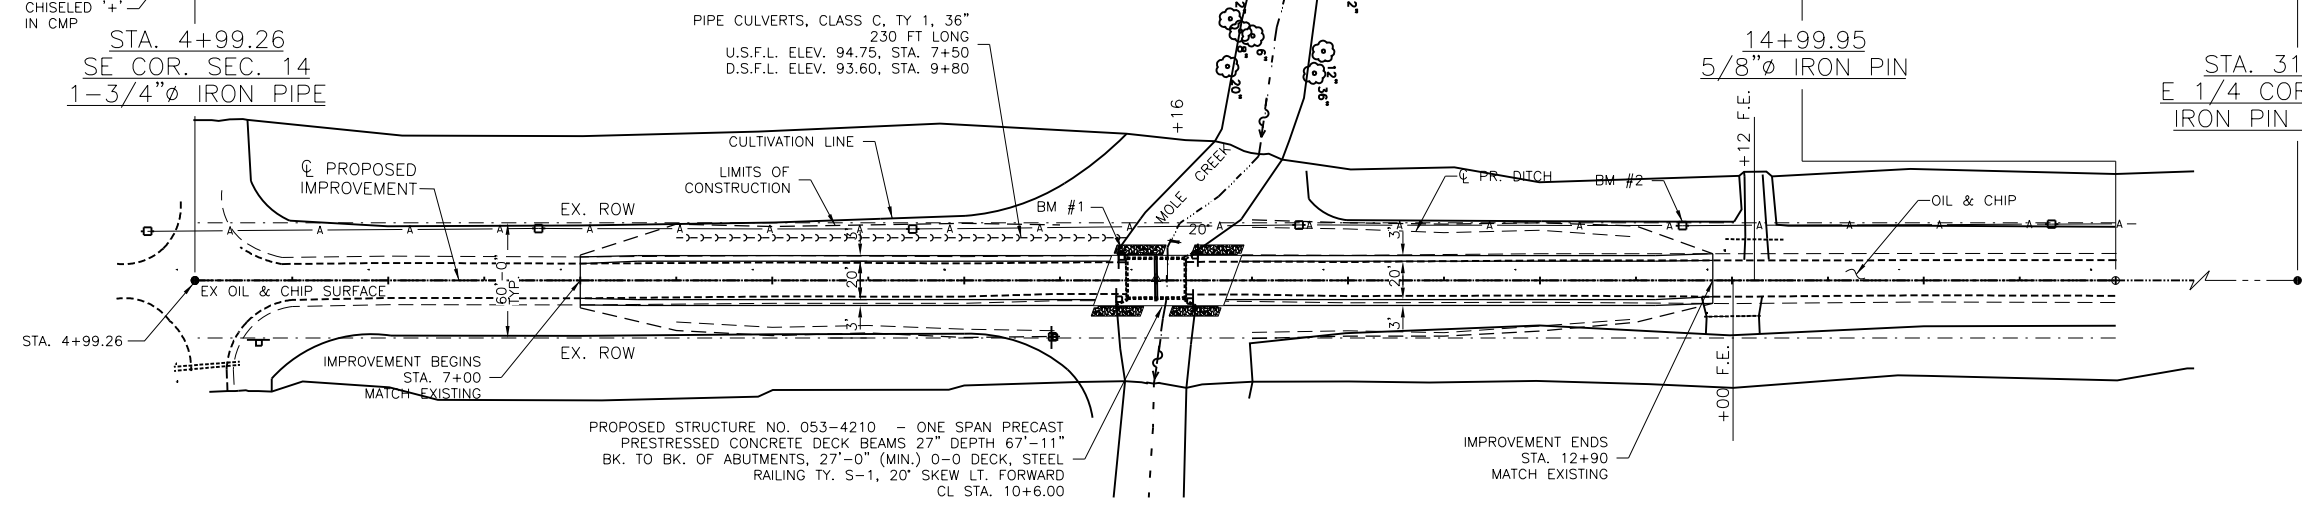 CHISELED '+'
IN CMP
STA. 4+99.26
SE COR. SEC. 14
1-3/4"ø IRON PIPE
PIPE CULVERTS, CLASS C, TY 1, 36"
230 FT LONG
U.S.F.L. ELEV. 94.75, STA. 7+50
D.S.F.L. ELEV. 93.60, STA. 9+80
8"
6"
20"
12"
36"
2"
+16
14+99.95
5/8"ø IRON PIN
STA. 31
E 1/4 COR
IRON PIN
+12 F.E.
CULTIVATION LINE
℄ PROPOSED
IMPROVEMENT
LIMITS OF
CONSTRUCTION
MOLE CREEK
℄ PR. DITCH
BM #2
OIL & CHIP
EX. ROW
BM #1
A A A A A A A A A A A A A A A A
20'
3'
3'
60'-0"
TYP.
20'
20'
EX OIL & CHIP SURFACE
3'
3'
STA. 4+99.26
EX. ROW
IMPROVEMENT BEGINS
STA. 7+00
MATCH EXISTING
+00 F.E.
PROPOSED STRUCTURE NO. 053-4210 - ONE SPAN PRECAST
PRESTRESSED CONCRETE DECK BEAMS 27" DEPTH 67'-11"
BK. TO BK. OF ABUTMENTS, 27'-0" (MIN.) 0-0 DECK, STEEL
RAILING TY. S-1, 20° SKEW LT. FORWARD
CL STA. 10+6.00
IMPROVEMENT ENDS
STA. 12+90
MATCH EXISTING